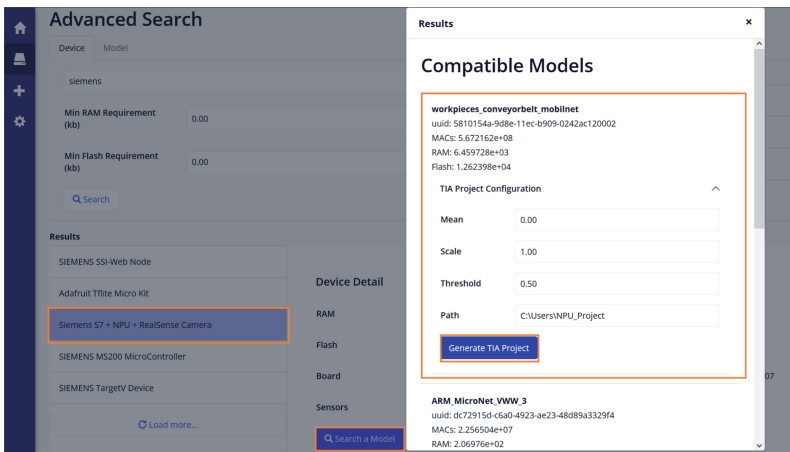 Advanced Search
Device Model
siemens
Min RAM Requirement
(kb)
0.00
Min Flash Requirement
(kb)
0.00
Search
Results
SIEMENS SSI-Web Node
Adafruit Tflite Micro Kit
Siemens S7 + NPU + RealSense Camera
SIEMENS MS200 MicroController
SIEMENS TargetV Device
Load more...
Device Detail
RAM
Flash
Board
07
Sensors
Search a Model
Results ×
Compatible Models
workpieces_conveyorbelt_mobilnet
uuid: 5810154a-9d8e-11ec-b909-0242ac120002
MACs: 5.672162e+08
RAM: 6.459728e+03
Flash: 1.262398e+04
TIA Project Configuration
Mean 0.00
Scale 1.00
Threshold 0.50
Path C:\Users\NPU_Project
Generate TIA Project
ARM_MicroNet_VWW_3
uuid: dc72915d-c6a0-4923-ae23-48d89a3329f4
MACs: 2.256504e+07
RAM: 2.06976e+02